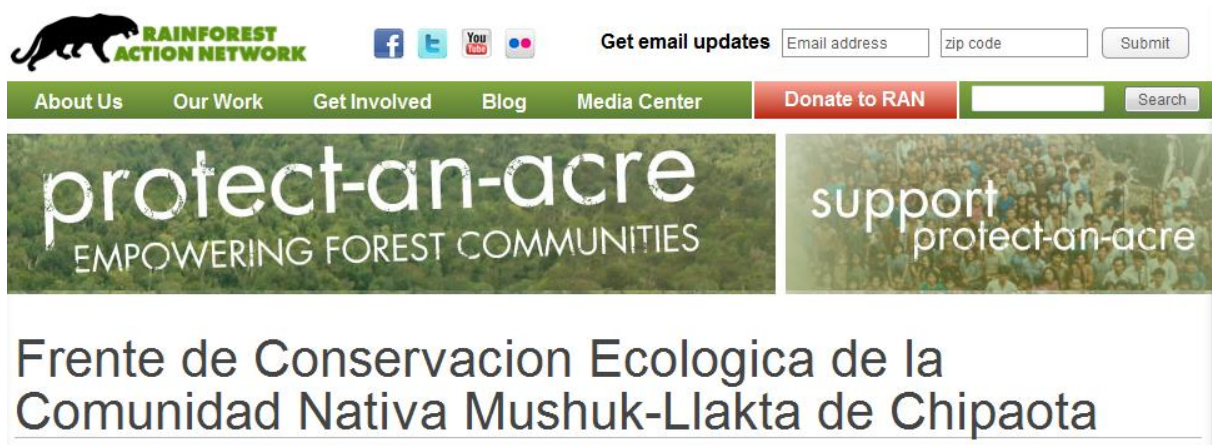 RAINFOREST
ACTION NETWORK
You
Tube
Get email updates Email address zip code Submit
About Us Our Work Get Involved Blog Media Center Donate to RAN Search
protect-an-acre
EMPOWERING FOREST COMMUNITIES
support
protect-an-acre
Frente de Conservacion Ecologica de la
Comunidad Nativa Mushuk-Llakta de Chipaota